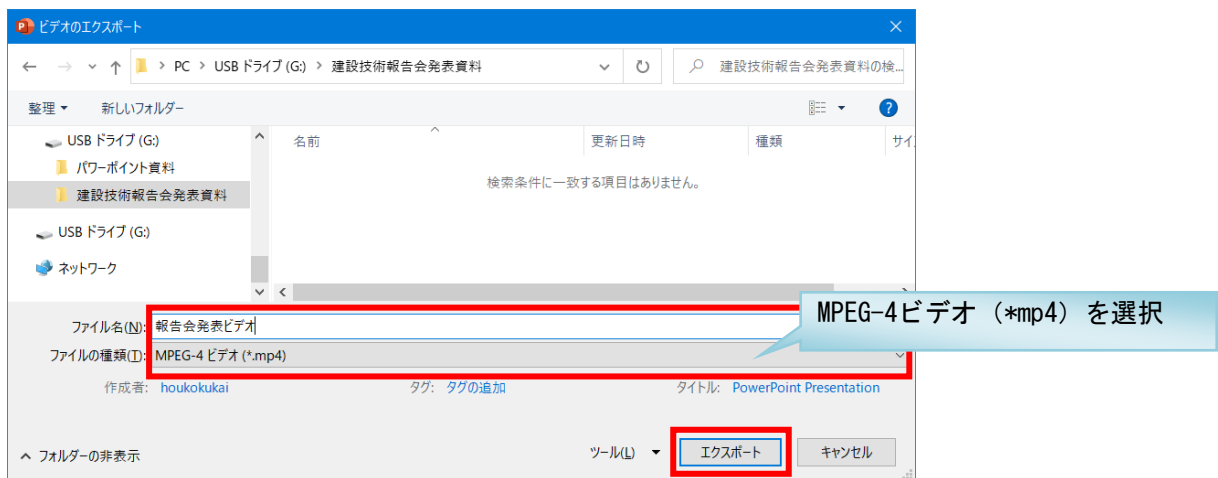 ビデオのエクスポート
PC > USB ドライブ (G:) > 建設技術報告会発表資料
建設技術報告会発表資料の検...
整理
新しいフォルダー
USB ドライブ (G:)
パワーポイント資料
建設技術報告会発表資料
USB ドライブ (G:)
ネットワーク
名前 更新日時 種類 サイ
検索条件に一致する項目はありません。
MPEG-4ビデオ (*mp4) を選択
ファイル名(N): 報告会発表ビデオ
ファイルの種類(T): MPEG-4 ビデオ (*.mp4)
作成者: houkokukai タグ: タグの追加 タイトル: PowerPoint Presentation
フォルダーの非表示
ツール(L) エクスポート キャンセル